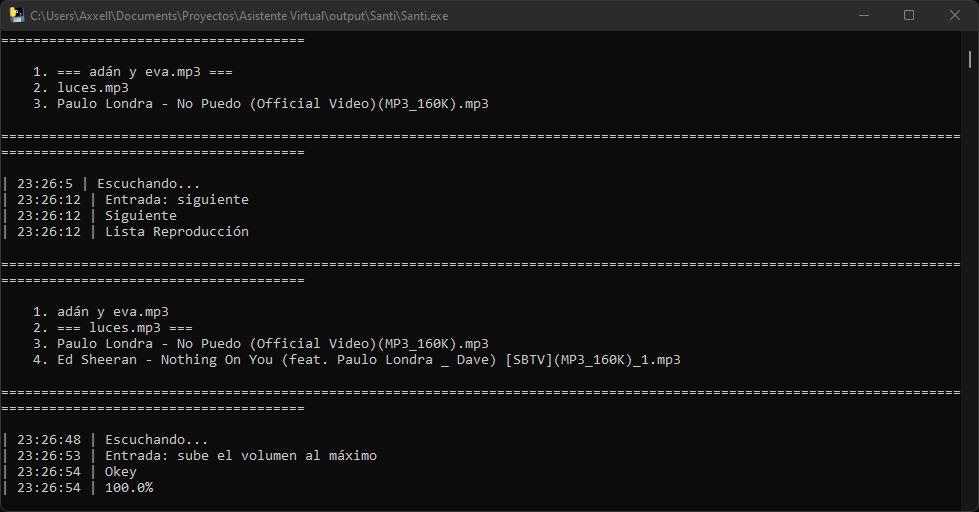 C:\Users\Axxell\Documents\Proyectos\Asistente Virtual\output\Santi\Santi.exe
======================================
1. === adán y eva.mp3 ===
2. luces.mp3
3. Paulo Londra - No Puedo (Official Video)(MP3_160K).mp3
========================================================================================================================
======================================
| 23:26:5 | Escuchando...
| 23:26:12 | Entrada: siguiente
| 23:26:12 | Siguiente
| 23:26:12 | Lista Reproducción
========================================================================================================================
======================================
1. adán y eva.mp3
2. === luces.mp3 ===
3. Paulo Londra - No Puedo (Official Video)(MP3_160K).mp3
4. Ed Sheeran - Nothing On You (feat. Paulo Londra _ Dave) [SBTV](MP3_160K)_1.mp3
========================================================================================================================
======================================
| 23:26:48 | Escuchando...
| 23:26:53 | Entrada: sube el volumen al máximo
| 23:26:54 | Okey
| 23:26:54 | 100.0%